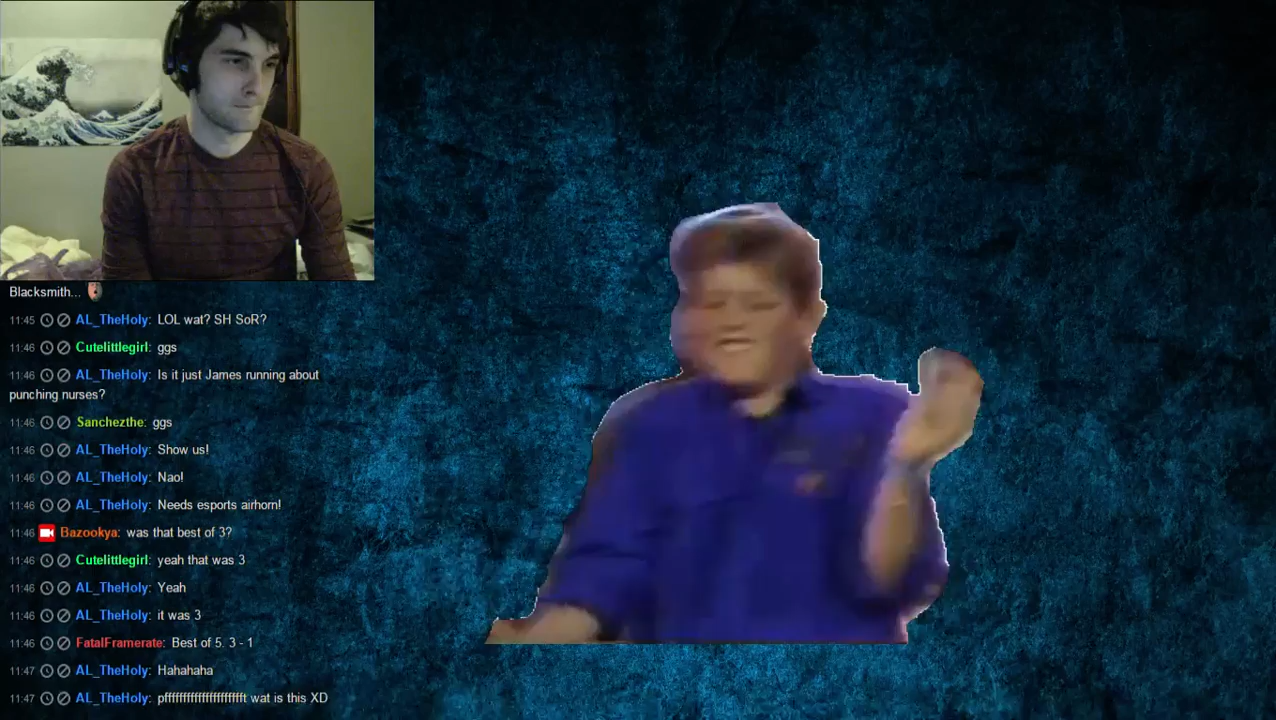 Blacksmith...
11:45 AL_TheHoly: LOL wat? SH SoR?
11:46 Cutelittlegirl: ggs
11:46 AL_TheHoly: Is it just James running about
punching nurses?
11:46 Sanchezthe: ggs
11:46 AL_TheHoly: Show us!
11:46 AL_TheHoly: Nao!
11:46 AL_TheHoly: Needs esports airhorn!
11:46 Bazookya: was that best of 3?
11:46 Cutelittlegirl: yeah that was 3
11:46 AL_TheHoly: Yeah
11:46 AL_TheHoly: it was 3
11:46 FatalFramerate: Best of 5. 3 - 1
11:47 AL_TheHoly: Hahahaha
11:47 AL_TheHoly: pfffffffffffffffffffffft wat is this XD